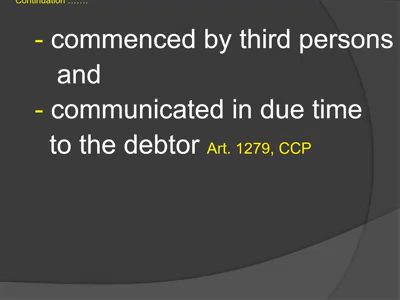 Continuation …….
- commenced by third persons
and
- communicated in due time
to the debtor Art. 1279, CCP